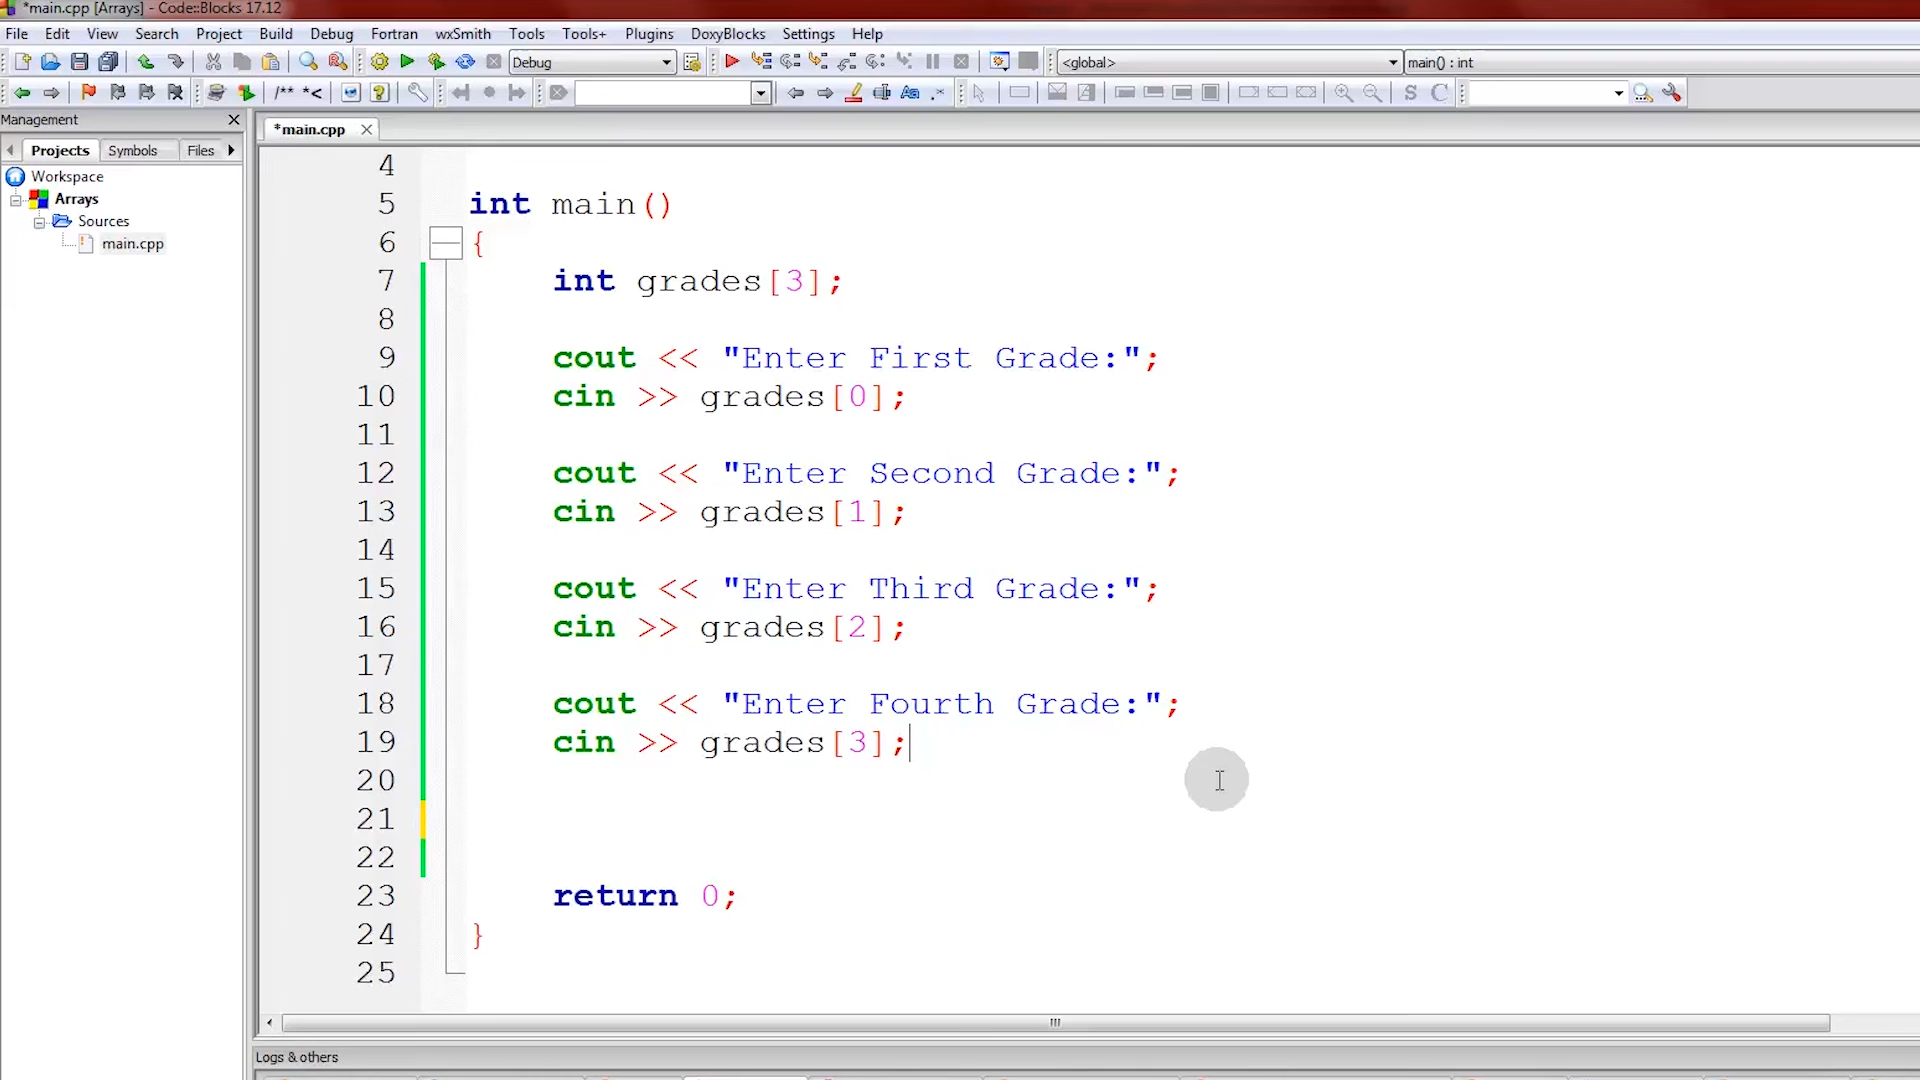 *main.cpp [Arrays] - Code::Blocks 17.12
File Edit View Search Project Build Debug Fortran wxSmith Tools Tools+ Plugins DoxyBlocks Settings Help
Debug <global> main() : int
/** *<
Management
*main.cpp
Projects Symbols Files
Workspace
Arrays
Sources
main.cpp
4
5 int main()
6 {
7 int grades[3];
8
9 cout << "Enter First Grade:";
10 cin >> grades[0];
11
12 cout << "Enter Second Grade:";
13 cin >> grades[1];
14
15 cout << "Enter Third Grade:";
16 cin >> grades[2];
17
18 cout << "Enter Fourth Grade:";
19 cin >> grades[3];
20
21
22
23 return 0;
24 }
25
Logs & others